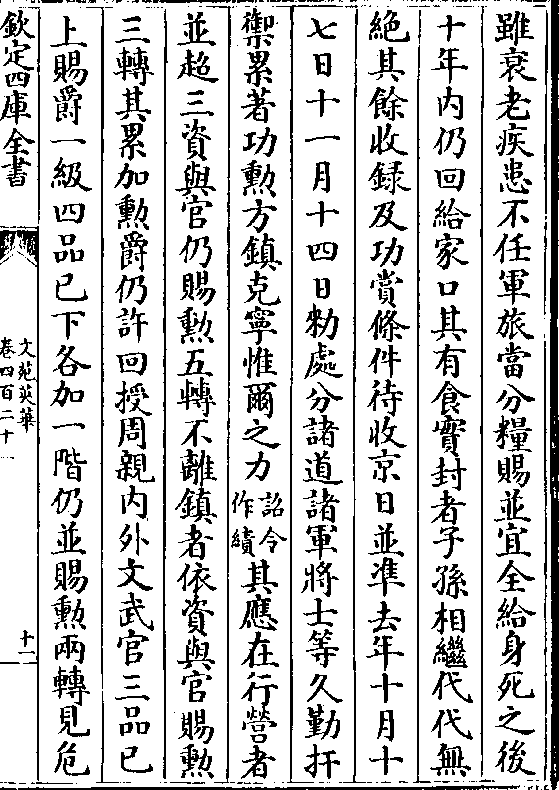 雖衰老疾患不任軍旅當分糧賜並宜全給身死之後
十年内仍回給家口其有食實封者子孫相繼代代無
絶其餘收録及功賞條件待收京日並準去年十月十
七日十一月十四日勑處分諸道諸軍將士等久勤扞
禦累著功勲方鎮克寧惟爾之力詔令作績其應在行營者
並超三資與官仍賜勲五轉不離鎮者依資與官賜勲
三轉其累加勲爵仍許回授周親内外文武官三品已
上賜爵一級四品已下各加一階仍並賜勲兩轉見危
欽定四庫全書
文苑英華
卷四百二十一
十二